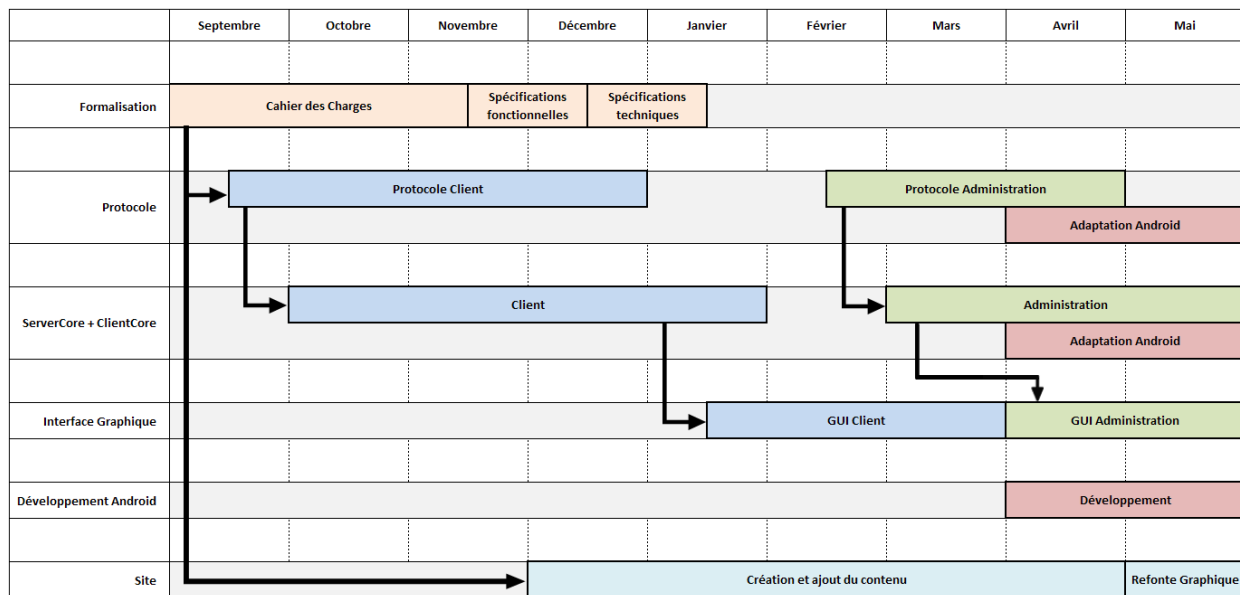 Septembre Octobre Novembre Décembre Janvier Février Mars Avril Mai
Formalisation
Cahier des Charges
Spécifications
fonctionnelles
Spécifications
techniques
Protocole
Protocole Client
Protocole Administration
Adaptation Android
ServerCore + ClientCore
Client
Administration
Adaptation Android
Interface Graphique
GUI Client
GUI Administration
Développement Android
Développement
Site
Création et ajout du contenu
Refonte Graphique